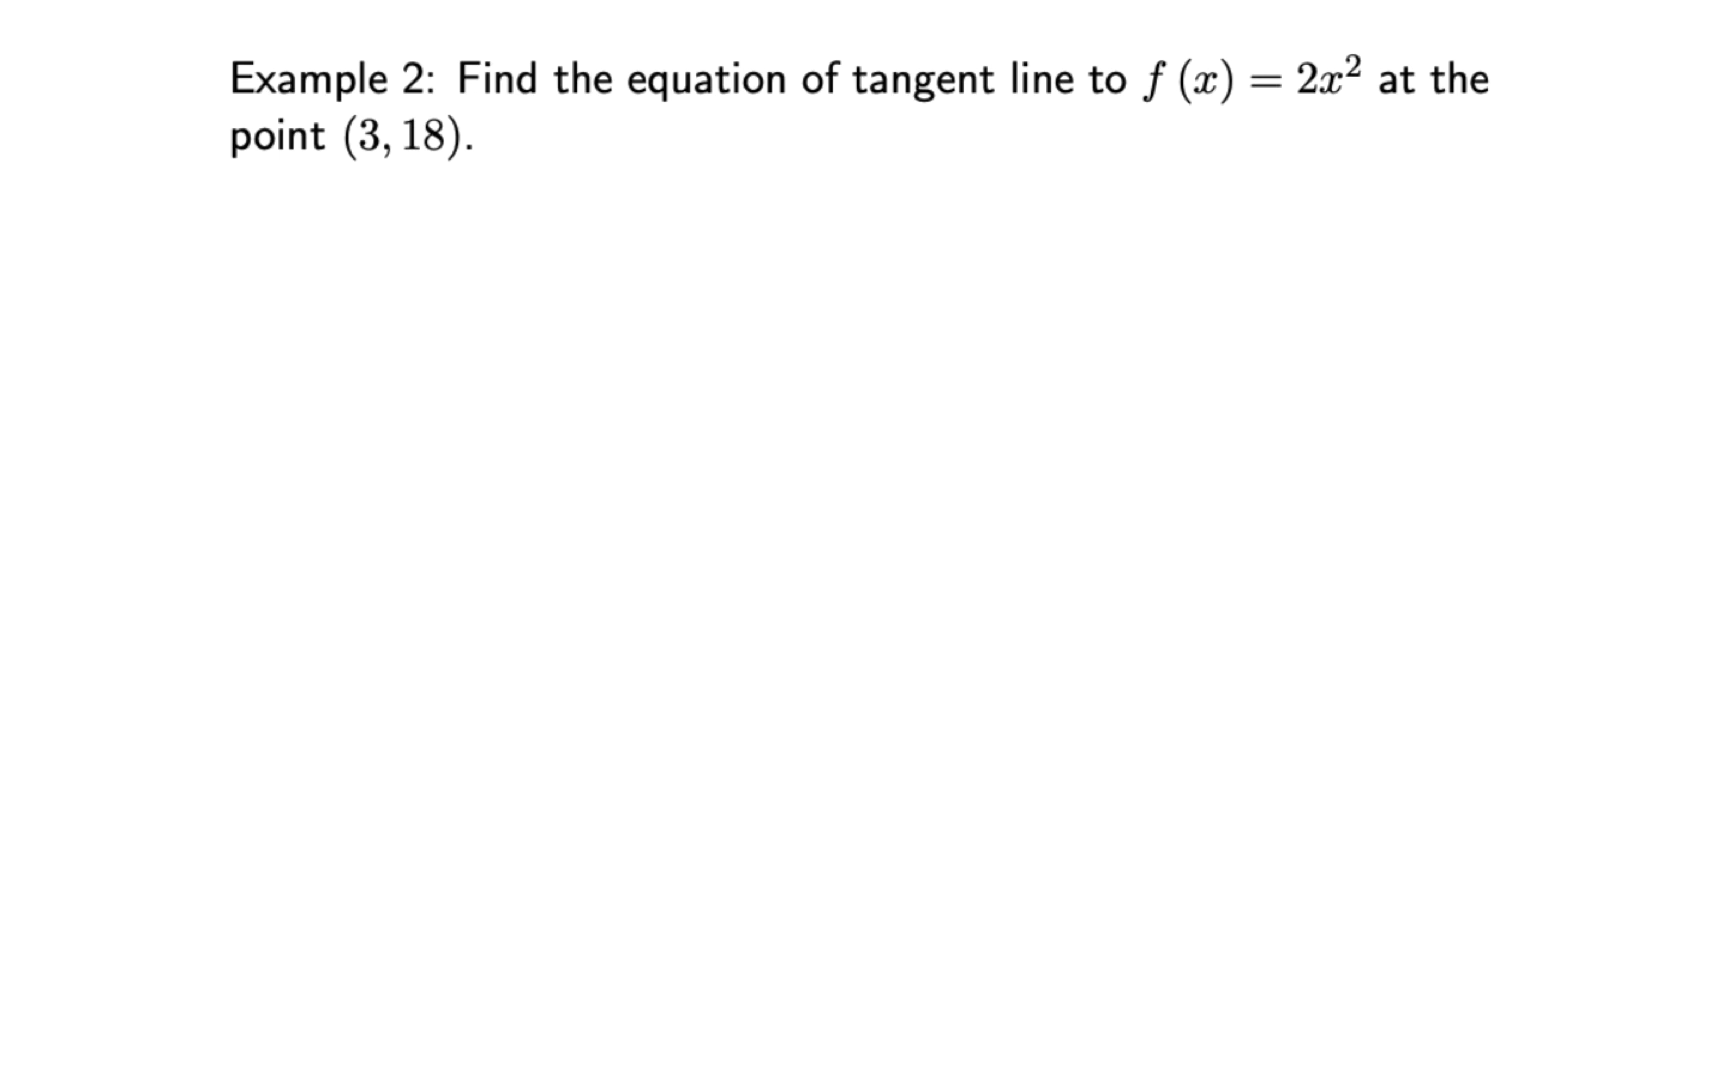 Example 2: Find the equation of tangent line to f (x) = 2x² at the
point (3, 18).